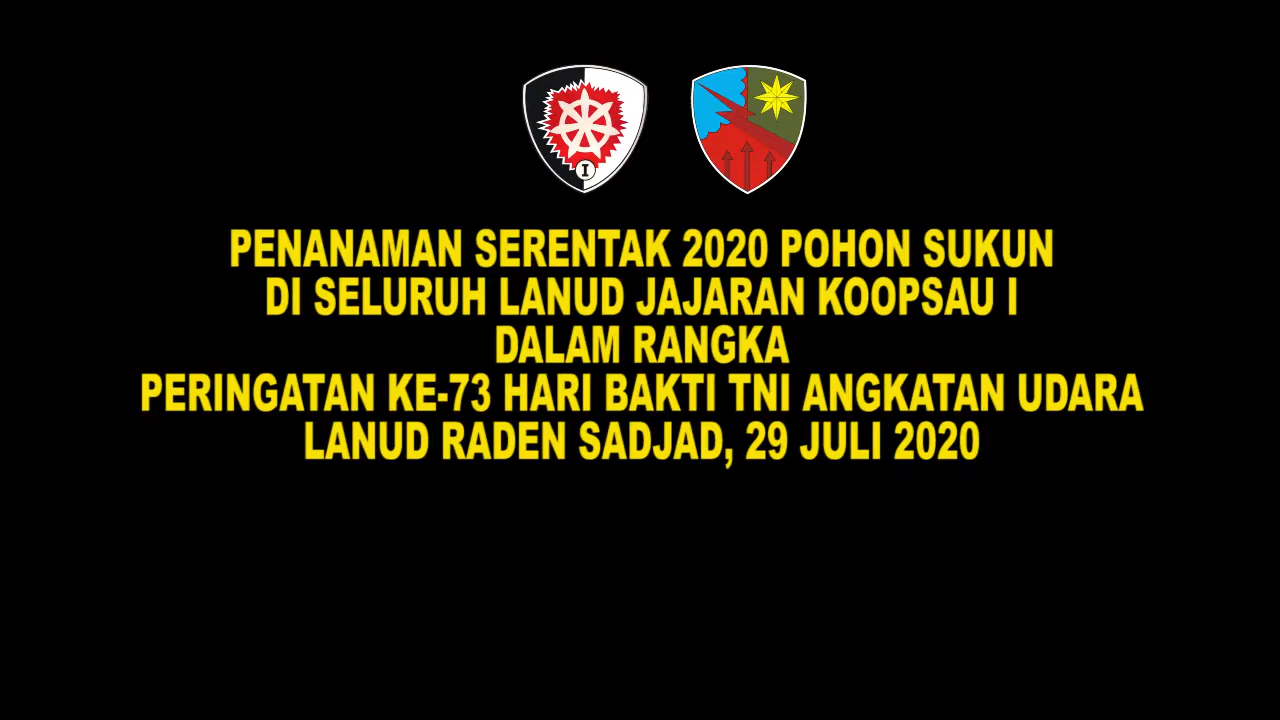 I
PENANAMAN SERENTAK 2020 POHON SUKUN
DI SELURUH LANUD JAJARAN KOOPSAU I
DALAM RANGKA
PERINGATAN KE-73 HARI BAKTI TNI ANGKATAN UDARA
LANUD RADEN SADJAD, 29 JULI 2020